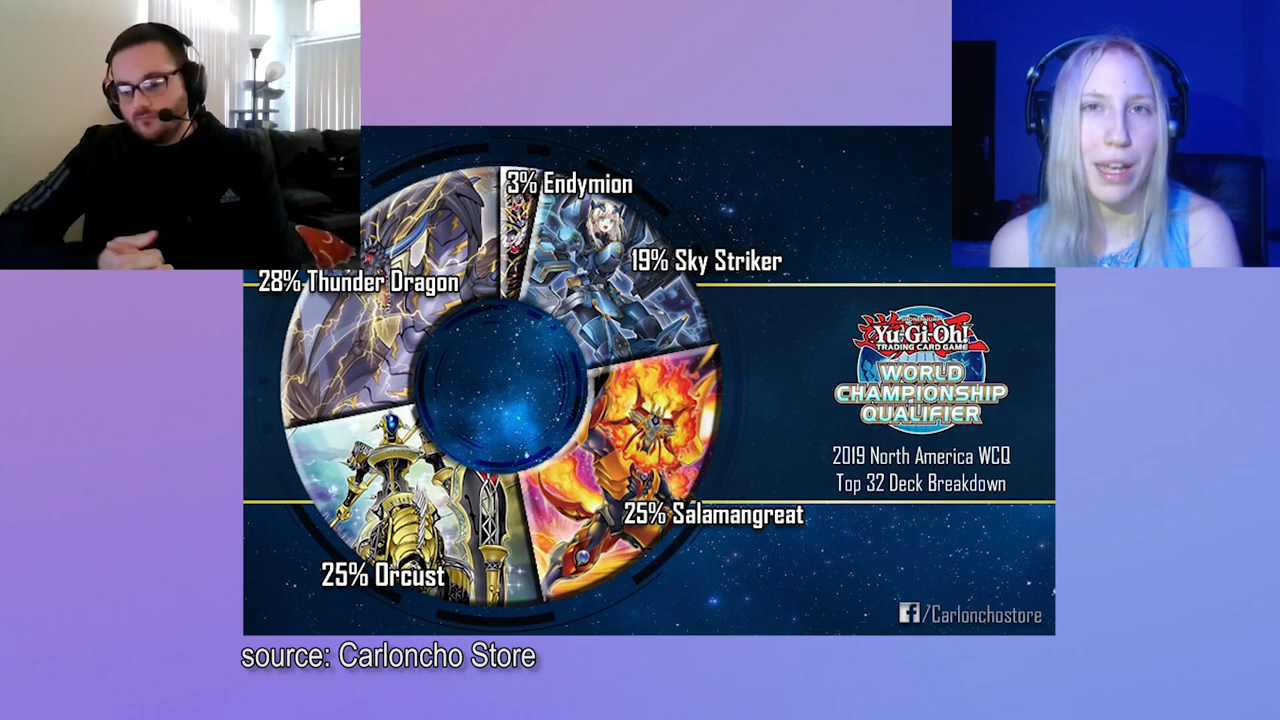 3% Endymion
19% Sky Striker
28% Thunder Dragon
Yu-Gi-Oh!
TRADING CARD GAME
WORLD
CHAMPIONSHIP
QUALIFIER
2019 North America WCQ
Top 32 Deck Breakdown
25% Salamangreat
25% Orcust
f/Carlonchostore
source: Carloncho Store
adidas